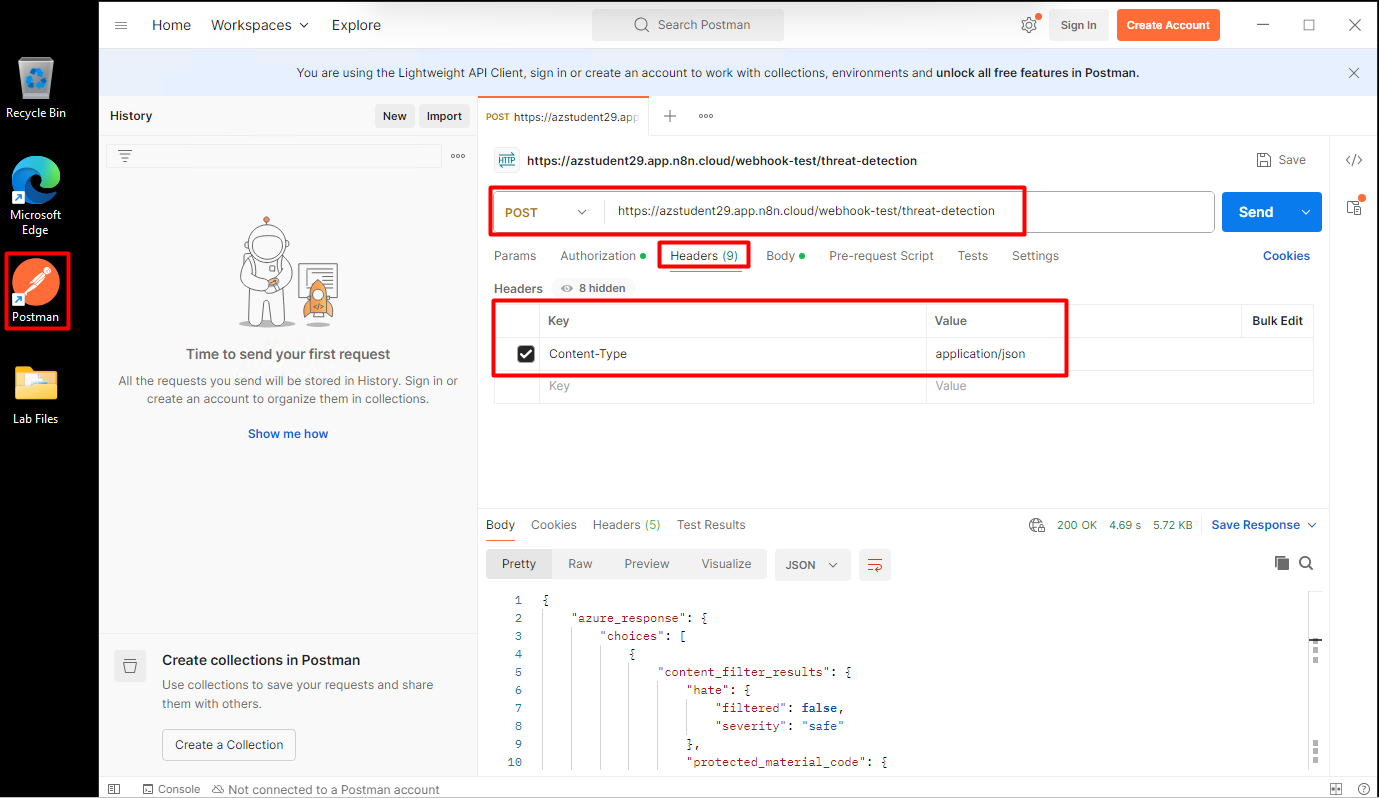 Recycle Bin
Microsoft
Edge
Postman
Lab Files
Home Workspaces Explore
Search Postman
Sign In
Create Account
You are using the Lightweight API Client, sign in or create an account to work with collections, environments and unlock all free features in Postman.
History
New
Import
Time to send your first request
All the requests you send will be stored in History. Sign in or
create an account to organize them in collections.
Show me how
Create collections in Postman
Use collections to save your requests and share
them with others.
Create a Collection
POST https://azstudent29.app
HTTP https://azstudent29.app.n8n.cloud/webhook-test/threat-detection
Save
</>
POST https://azstudent29.app.n8n.cloud/webhook-test/threat-detection
Send
Params Authorization Headers (9) Body Pre-request Script Tests Settings
Cookies
Headers 8 hidden
Key Value Bulk Edit
Content-Type application/json
Key Value
Body Cookies Headers (5) Test Results
200 OK 4.69 s 5.72 KB Save Response
Pretty Raw Preview Visualize JSON
1 {
2 "azure_response": {
3 "choices": [
4 {
5 "content_filter_results": {
6 "hate": {
7 "filtered": false,
8 "severity": "safe"
9 },
10 "protected_material_code": {
Console Not connected to a Postman account